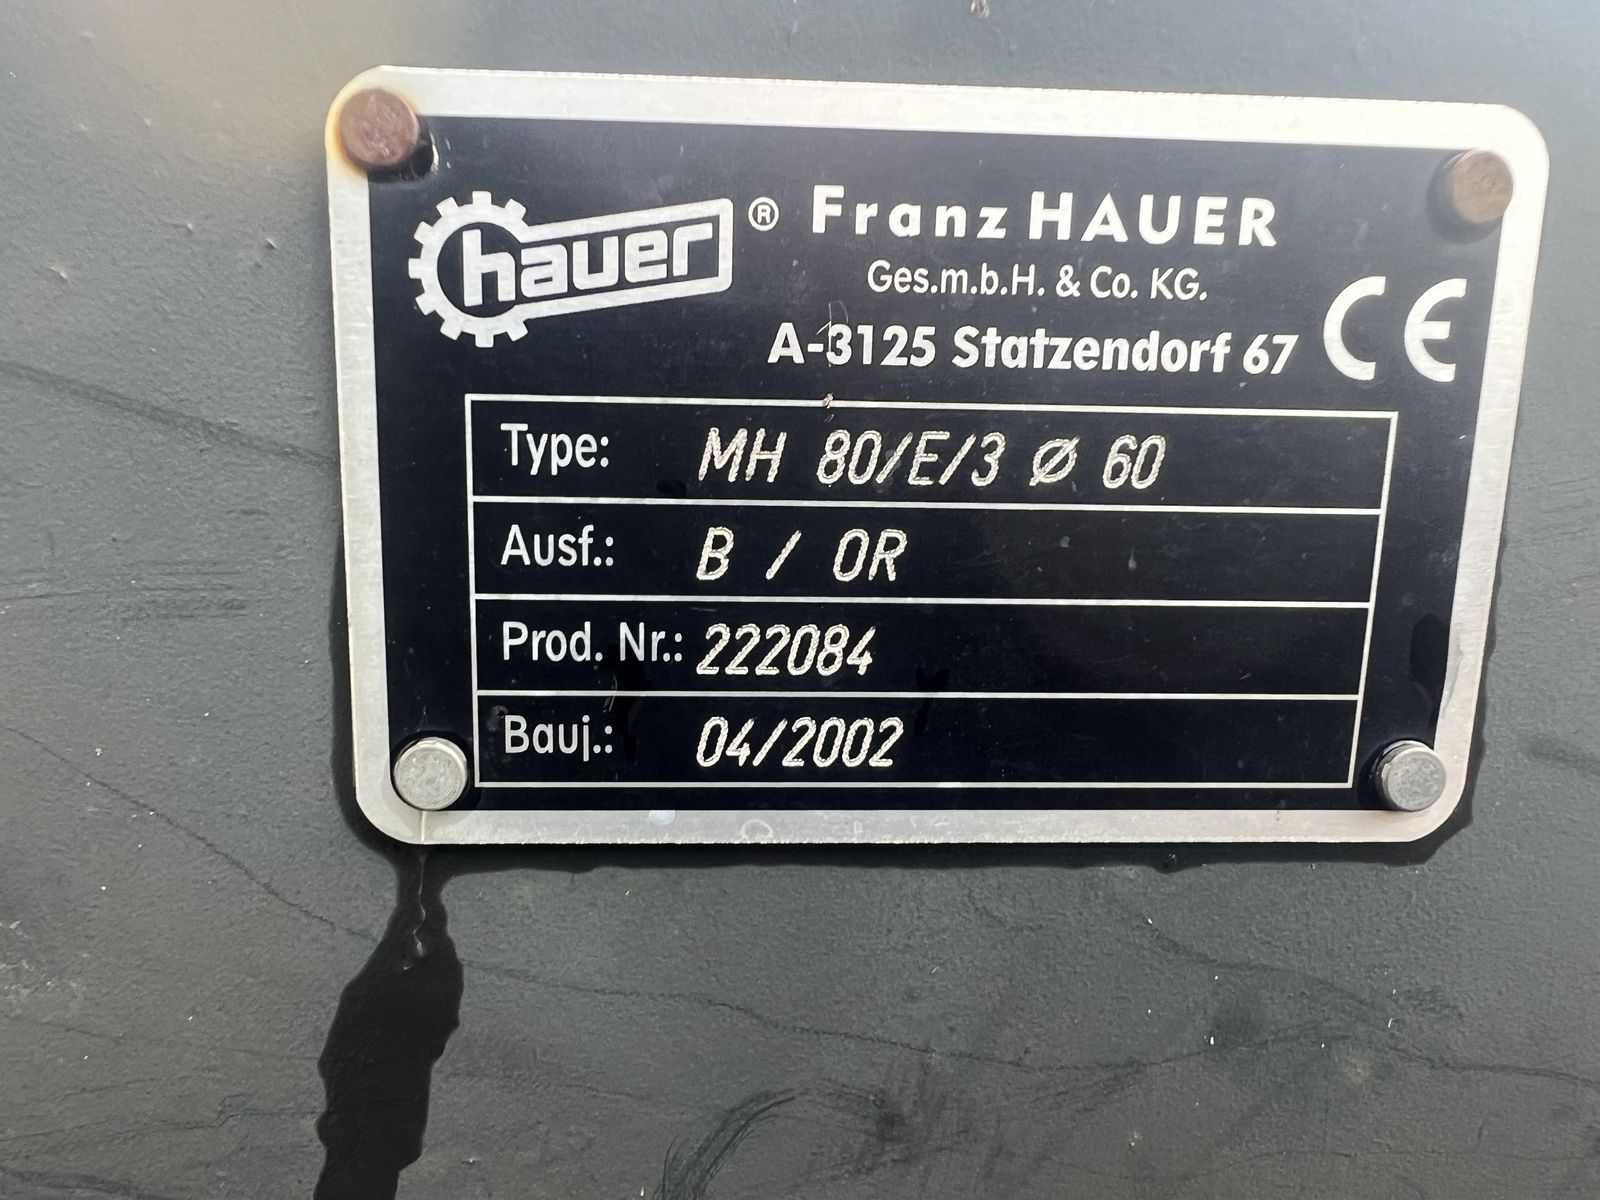 hauer ® Franz HAUER
Ges.m.b.H. & Co. KG.
A-3125 Statzendorf 67 CE
Type: MH 80/E/3 Ø 60
Ausf.: B / OR
Prod. Nr.: 222084
Bauj.: 04/2002